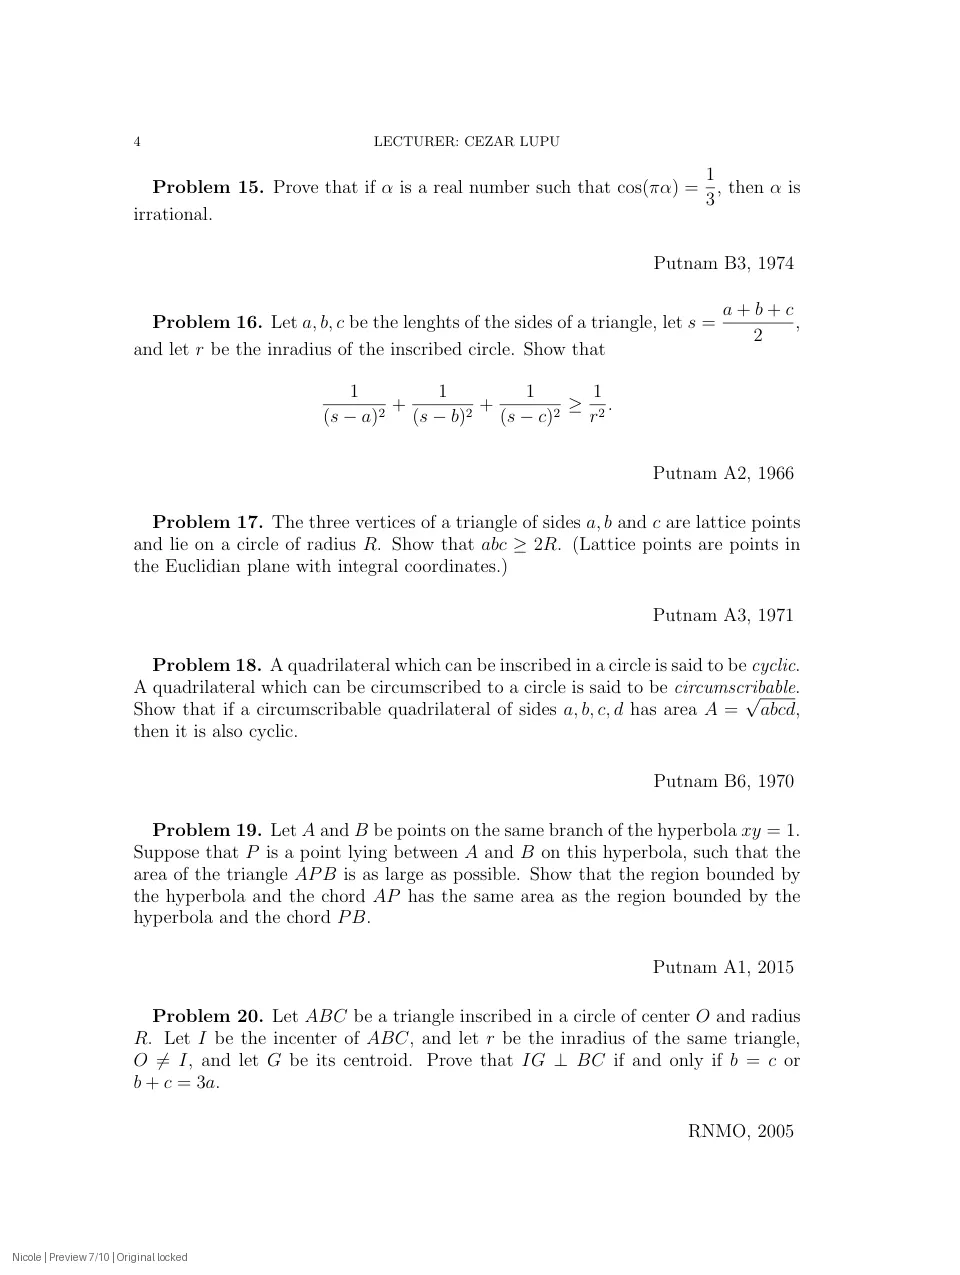 4 LECTURER: CEZAR LUPU
Problem 15. Prove that if α is a real number such that cos(πα) = 1/3, then α is
irrational.
Putnam B3, 1974
Problem 16. Let a, b, c be the lenghts of the sides of a triangle, let s = (a + b + c)/2,
and let r be the inradius of the inscribed circle. Show that
1/(s − a)² + 1/(s − b)² + 1/(s − c)² ≥ 1/r².
Putnam A2, 1966
Problem 17. The three vertices of a triangle of sides a, b and c are lattice points
and lie on a circle of radius R. Show that abc ≥ 2R. (Lattice points are points in
the Euclidian plane with integral coordinates.)
Putnam A3, 1971
Problem 18. A quadrilateral which can be inscribed in a circle is said to be cyclic.
A quadrilateral which can be circumscribed to a circle is said to be circumscribable.
Show that if a circumscribable quadrilateral of sides a, b, c, d has area A = √abcd,
then it is also cyclic.
Putnam B6, 1970
Problem 19. Let A and B be points on the same branch of the hyperbola xy = 1.
Suppose that P is a point lying between A and B on this hyperbola, such that the
area of the triangle APB is as large as possible. Show that the region bounded by
the hyperbola and the chord AP has the same area as the region bounded by the
hyperbola and the chord PB.
Putnam A1, 2015
Problem 20. Let ABC be a triangle inscribed in a circle of center O and radius
R. Let I be the incenter of ABC, and let r be the inradius of the same triangle,
O ≠ I, and let G be its centroid. Prove that IG ⊥ BC if and only if b = c or
b + c = 3a.
RNMO, 2005
Nicole | Preview 7/10 | Original locked